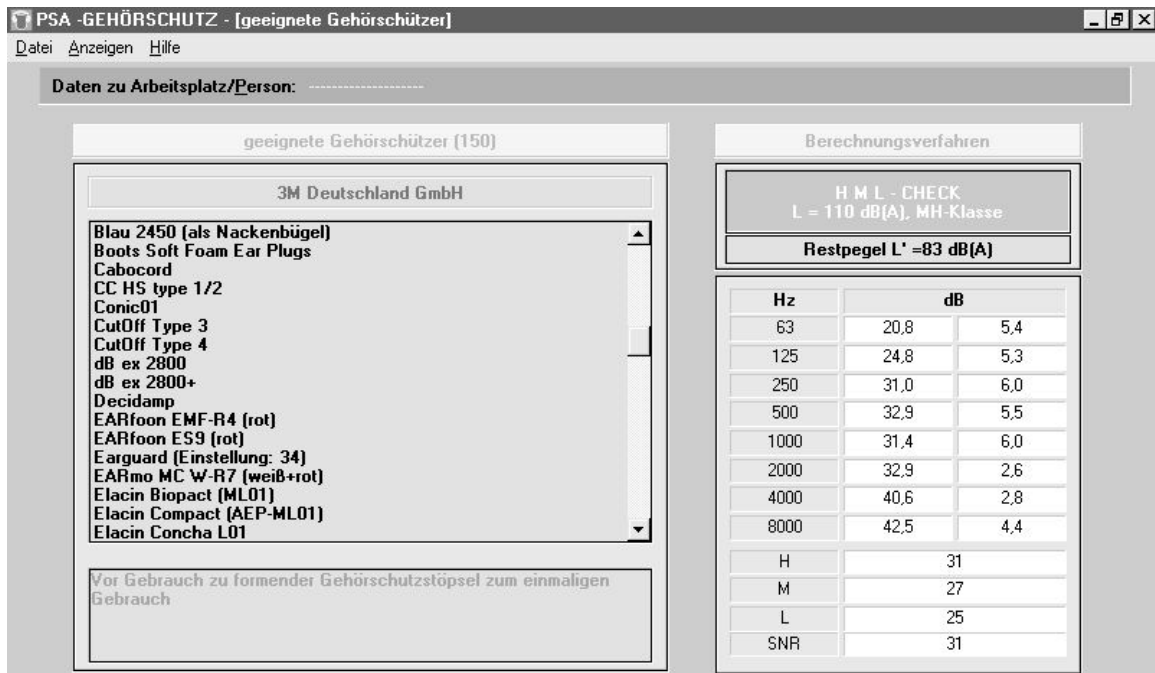 PSA -GEHÖRSCHUTZ - [geeignete Gehörschützer]
Datei Anzeigen Hilfe
Daten zu Arbeitsplatz/Person: --------------------
geeignete Gehörschützer (150)
3M Deutschland GmbH
Blau 2450 (als Nackenbügel)
Boots Soft Foam Ear Plugs
Cabocord
CC HS type 1/2
Conic01
CutOff Type 3
CutOff Type 4
dB ex 2800
dB ex 2800+
Decidamp
EARfoon EMF-R4 (rot)
EARfoon ES9 (rot)
Earguard (Einstellung: 34)
EARmo MC W-R7 (weiß+rot)
Elacin Biopact (ML01)
Elacin Compact (AEP-ML01)
Elacin Concha L01
Vor Gebrauch zu formender Gehörschutzstöpsel zum einmaligen
Gebrauch
Berechnungsverfahren
H M L - CHECK
L = 110 dB(A), MH-Klasse
Restpegel L' =83 dB(A)
Hz dB
63 20,8 5,4
125 24,8 5,3
250 31,0 6,0
500 32,9 5,5
1000 31,4 6,0
2000 32,9 2,6
4000 40,6 2,8
8000 42,5 4,4
H 31
M 27
L 25
SNR 31